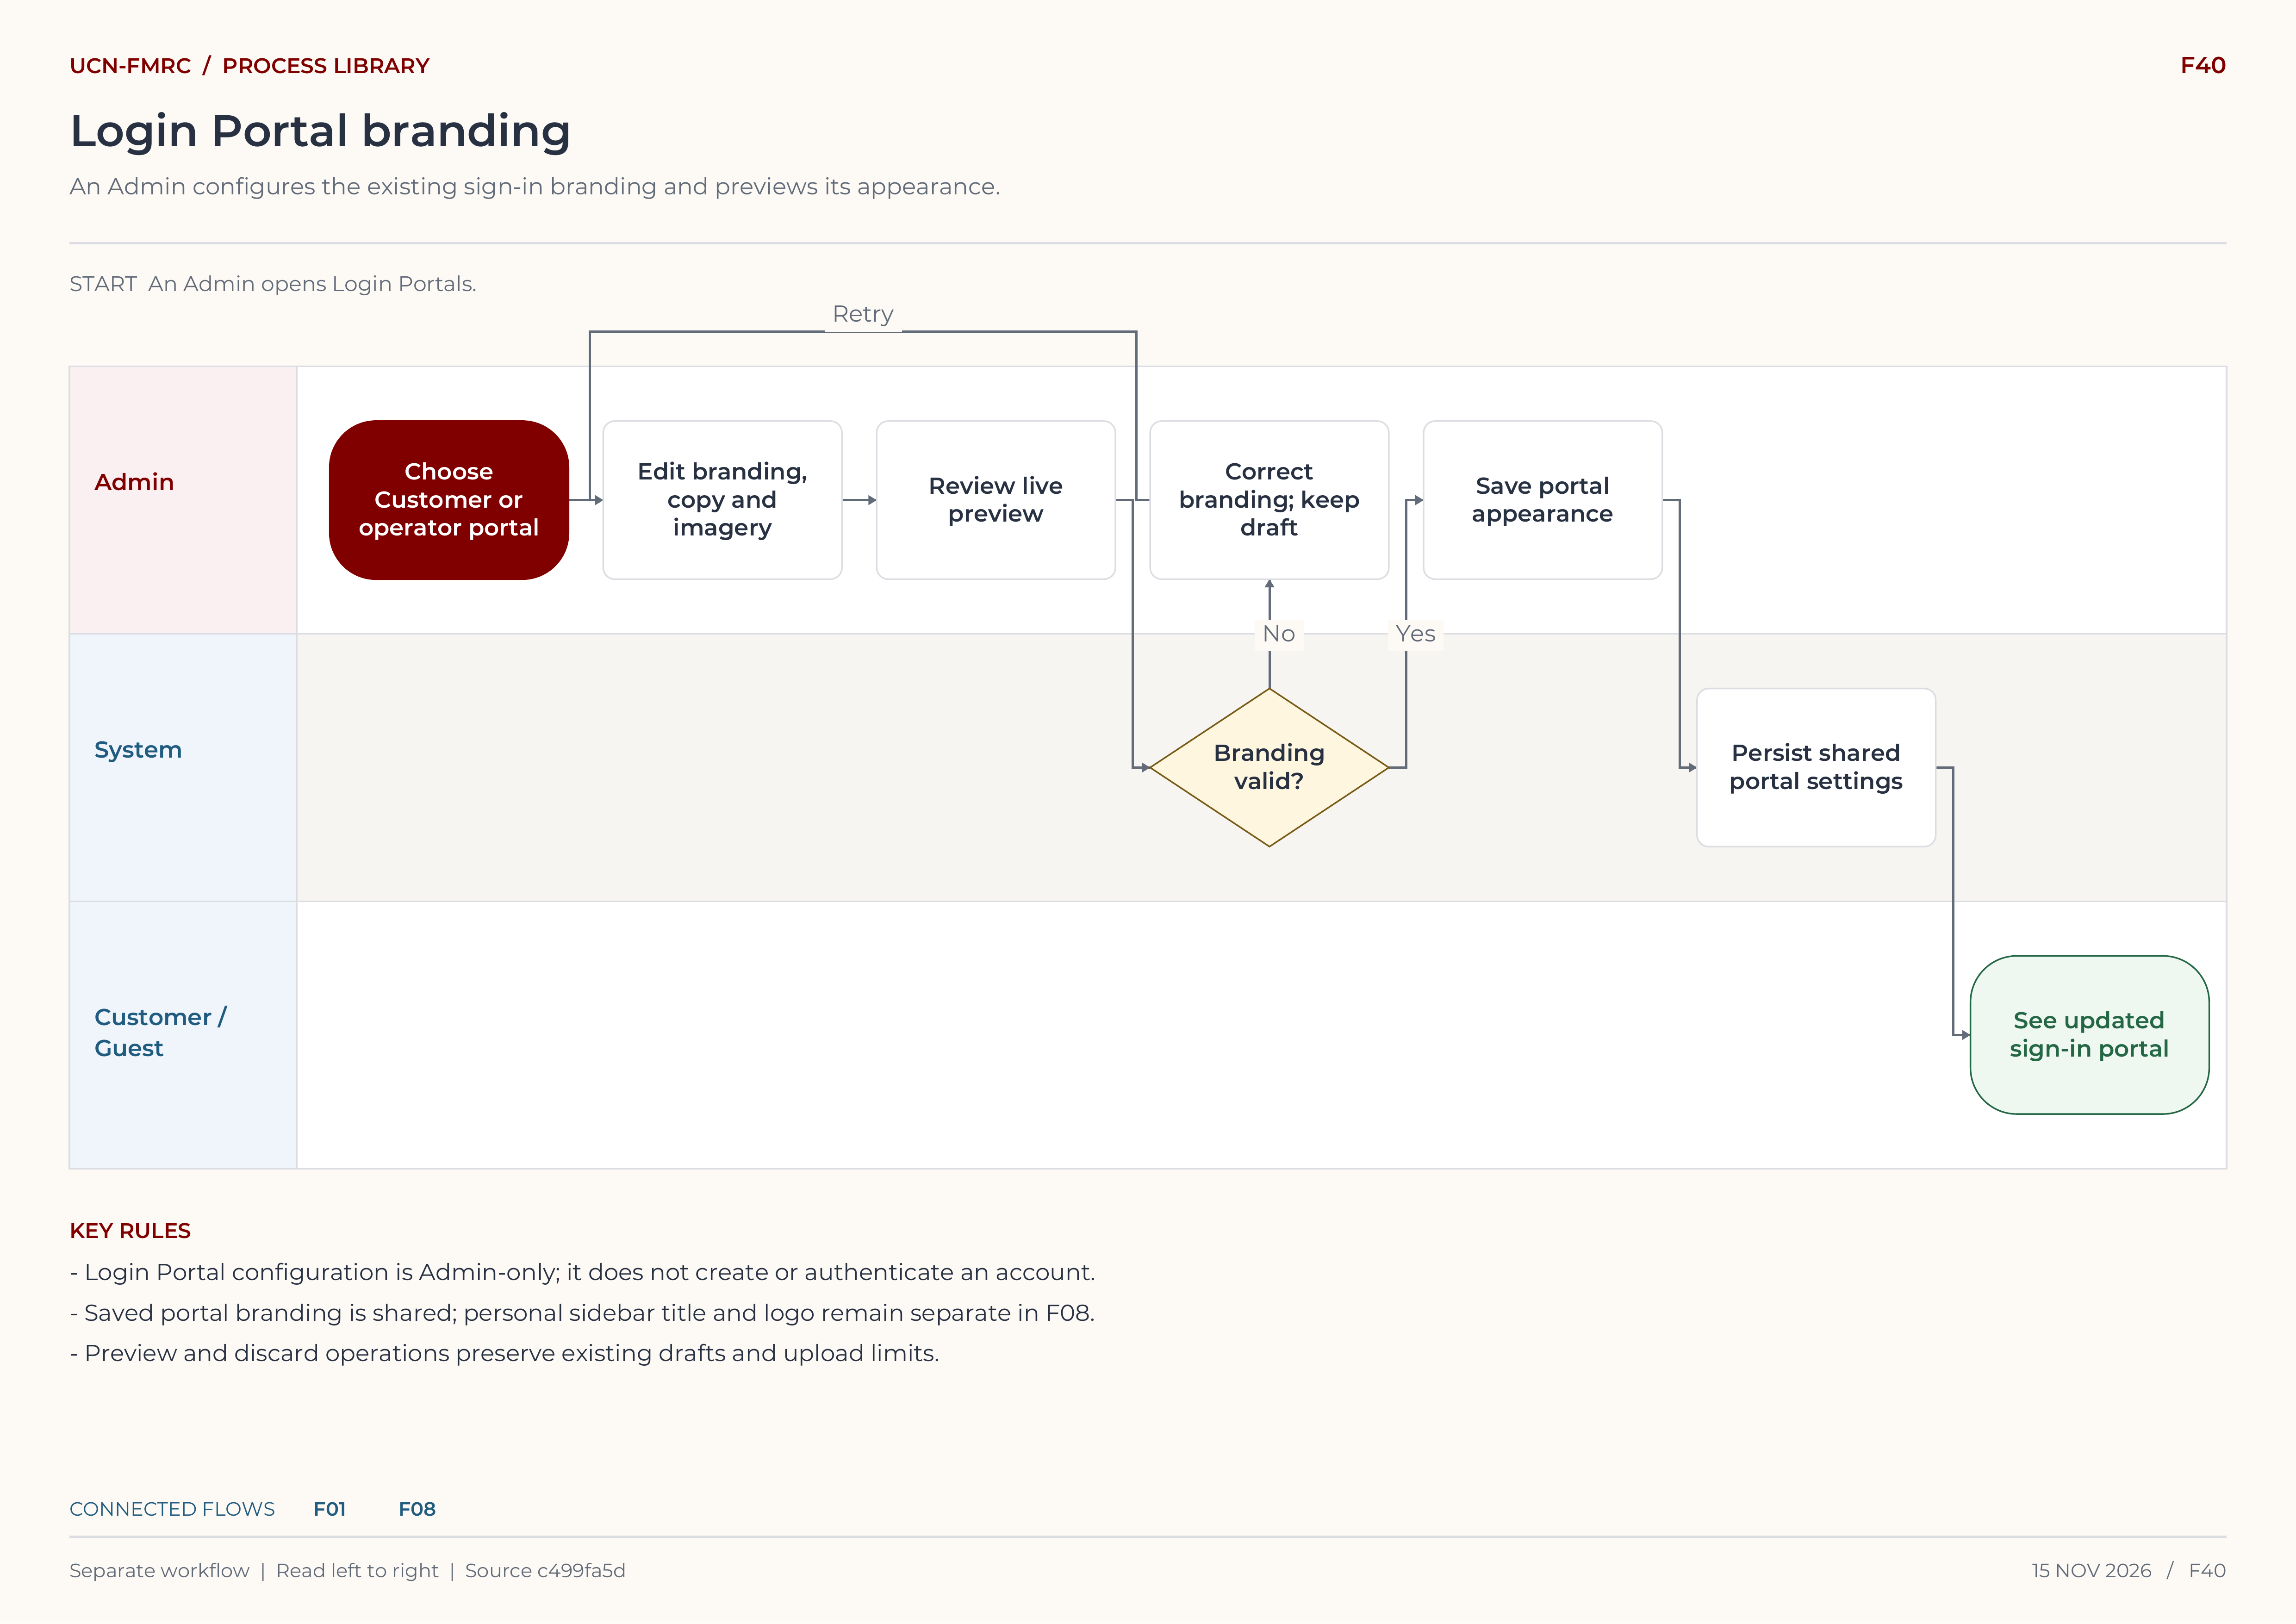 UCN-FMRC / PROCESS LIBRARY
F40
Login Portal branding
An Admin configures the existing sign-in branding and previews its appearance.
START An Admin opens Login Portals.
Retry
Admin
Choose
Customer or
operator portal
Edit branding,
copy and
imagery
Review live
preview
Correct
branding; keep
draft
Save portal
appearance
No
Yes
System
Branding
valid?
Persist shared
portal settings
Customer /
Guest
See updated
sign-in portal
KEY RULES
- Login Portal configuration is Admin-only; it does not create or authenticate an account.
- Saved portal branding is shared; personal sidebar title and logo remain separate in F08.
- Preview and discard operations preserve existing drafts and upload limits.
CONNECTED FLOWS F01 F08
Separate workflow | Read left to right | Source c499fa5d
15 NOV 2026 / F40